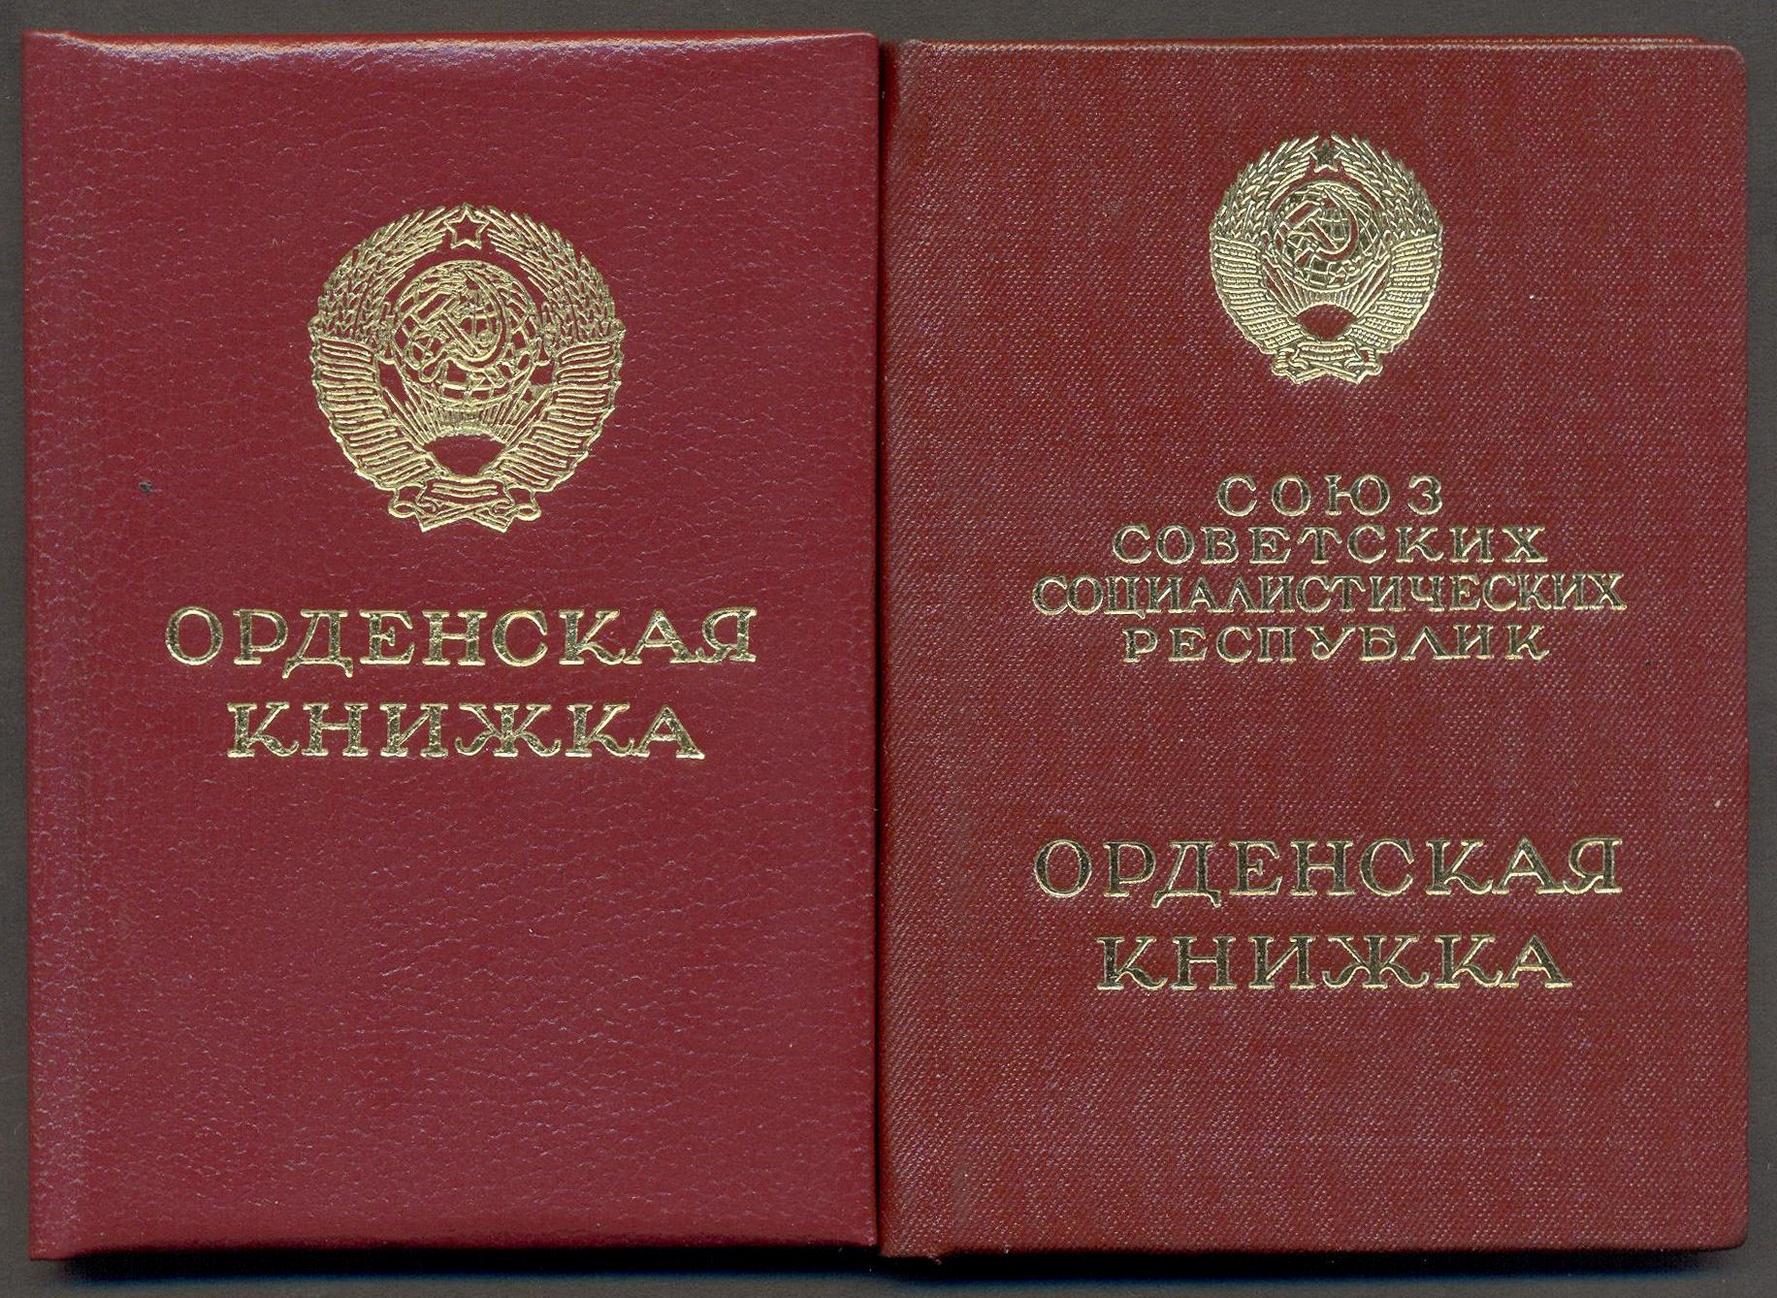 ОРДЕНСКАЯ
КНИЖКА
СОЮЗ
СОВЕТСКИХ
СОЦИАЛИСТИЧЕСКИХ
РЕСПУБЛИК
ОРДЕНСКАЯ
КНИЖКА